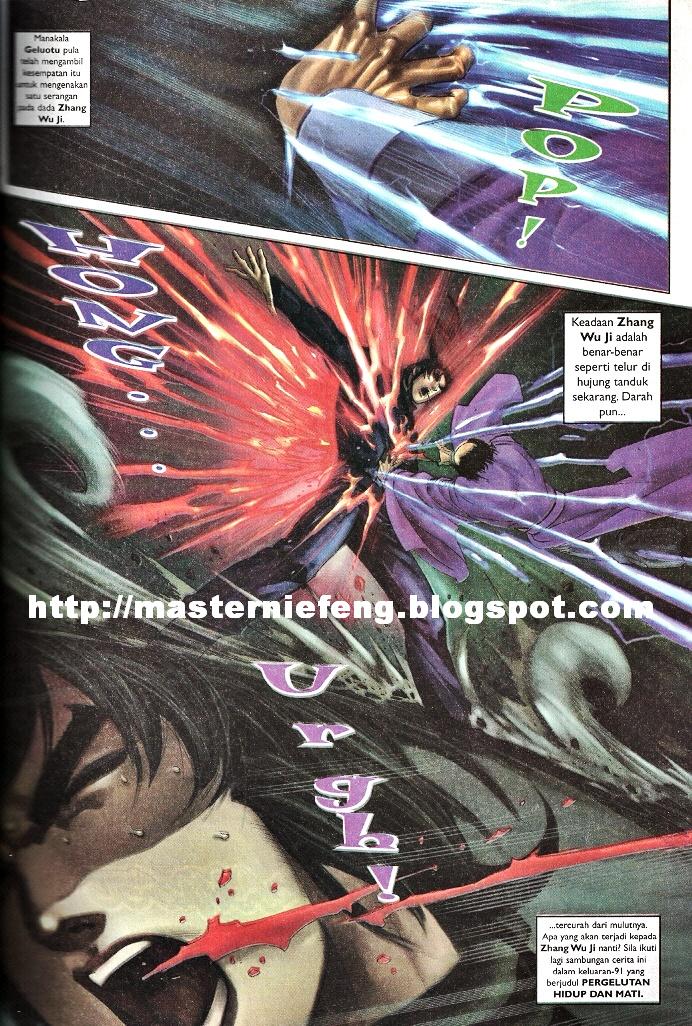 Manakala
Geluotu pula
telah mengambil
kesempatan itu
untuk mengenakan
satu serangan
pada dada Zhang
Wu Ji.
POP!
HONG...
Keadaan Zhang
Wu Ji adalah
benar-benar
seperti telur di
hujung tanduk
sekarang. Darah
pun...
http://masterniefeng.blogspot.com
Urgh!
...tercurah dari mulutnya.
Apa yang akan terjadi kepada
Zhang Wu Ji nanti? Sila ikuti
lagi sambungan cerita ini
dalam keluaran-91 yang
berjudul PERGELUTAN
HIDUP DAN MATI.